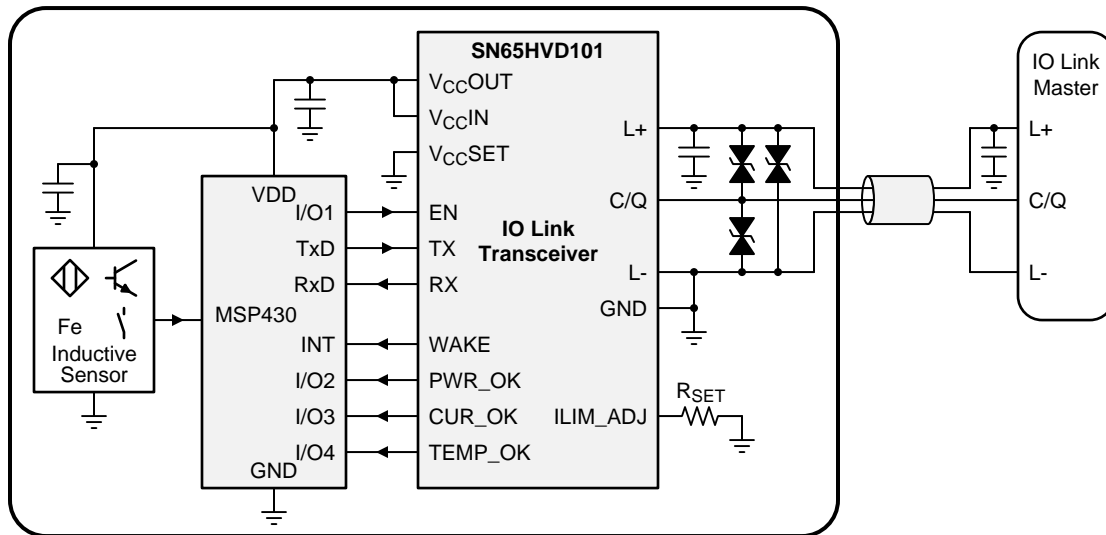 SN65HVD101
IO Link
Master
VCCOUT
VCCIN
L+
L+
VCCSET
VDD
I/O1
EN
C/Q
C/Q
TxD
TX
IO Link
Transceiver
RxD
RX
L-
L-
MSP430
GND
Fe
Inductive
Sensor
INT
WAKE
I/O2
PWR_OK
RSET
I/O3
CUR_OK
ILIM_ADJ
I/O4
TEMP_OK
GND